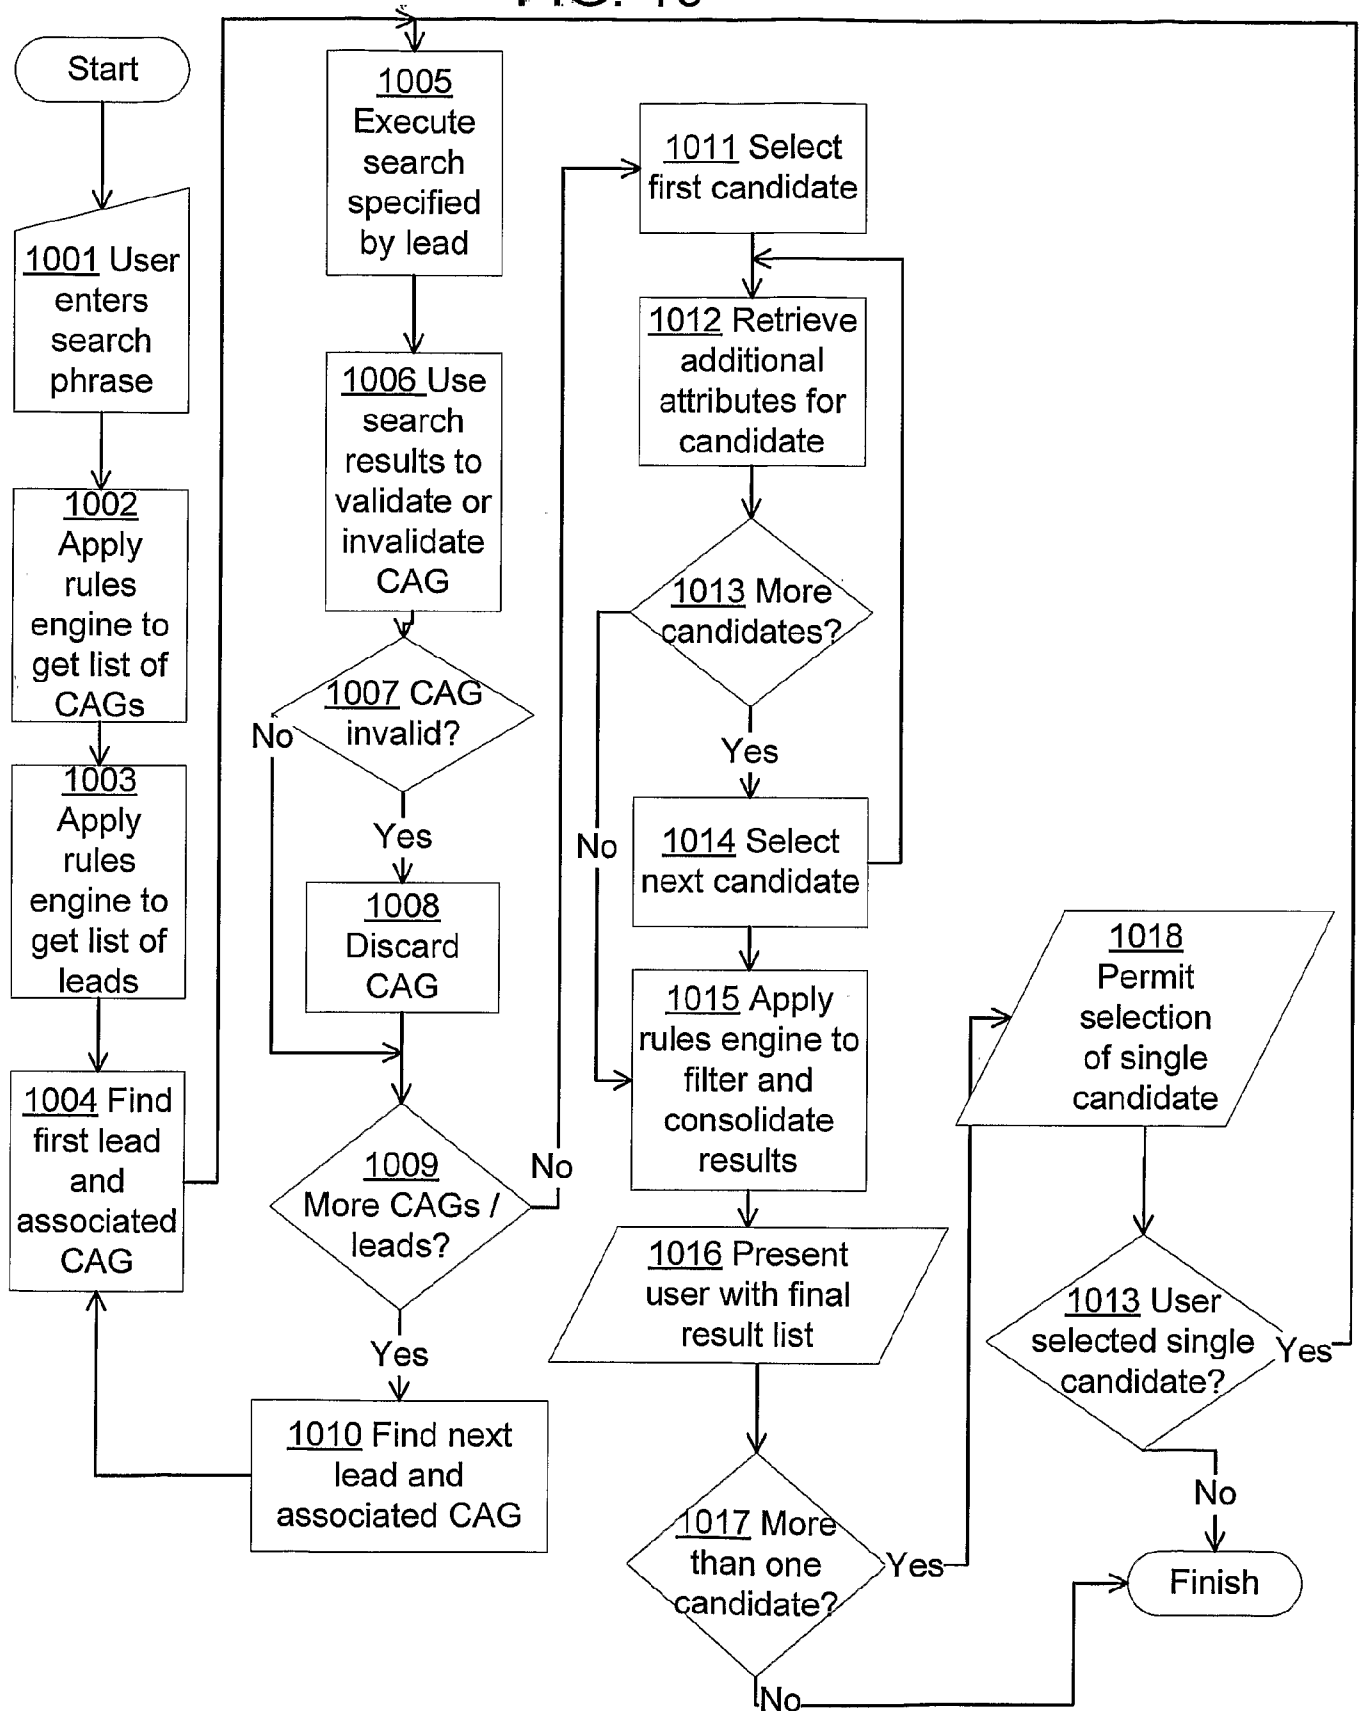 Start
1001 User
enters
search
phrase
1002
Apply
rules
engine to
get list of
CAGs
1003
Apply
rules
engine to
get list of
leads
1004 Find
first lead
and
associated
CAG
1005
Execute
search
specified
by lead
1006 Use
search
results to
validate or
invalidate
CAG
1007 CAG
invalid?
No
Yes
1008
Discard
CAG
1009
More CAGs /
leads?
No
Yes
1010 Find next
lead and
associated CAG
1011 Select
first candidate
1012 Retrieve
additional
attributes for
candidate
1013 More
candidates?
Yes
No
1014 Select
next candidate
1015 Apply
rules engine to
filter and
consolidate
results
1016 Present
user with final
result list
1017 More
than one
candidate?
Yes
No
1018
Permit
selection
of single
candidate
1013 User
selected single
candidate?
Yes
No
Finish